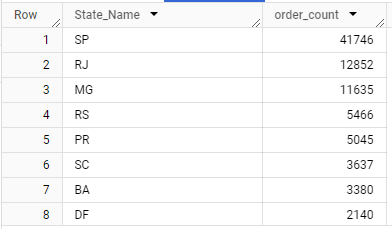 Row State_Name order_count
1 SP 41746
2 RJ 12852
3 MG 11635
4 RS 5466
5 PR 5045
6 SC 3637
7 BA 3380
8 DF 2140